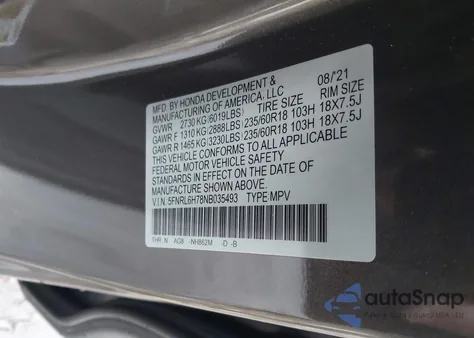 MFD. BY HONDA DEVELOPMENT & 08/'21
MANUFACTURING OF AMERICA, LLC
GVWR 2730 KG (6019LBS) TIRE SIZE RIM SIZE
GAWR F 1310 KG (2888LBS) 235/60R18 103H 18X7.5J
GAWR R 1465 KG (3230LBS) 235/60R18 103H 18X7.5J
THIS VEHICLE CONFORMS TO ALL APPLICABLE
FEDERAL MOTOR VEHICLE SAFETY
STANDARDS IN EFFECT ON THE DATE OF
MANUFACTURE SHOWN ABOVE.
V.I.N. 5FNRL6H78NB035493 TYPE:MPV
THR N AG8 -NH862M -D -B
autoSnap